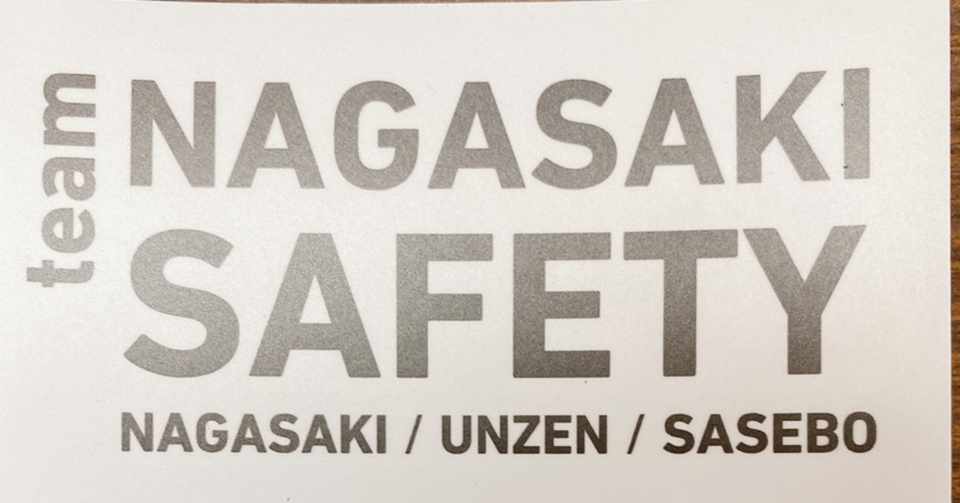 team
NAGASAKI
SAFETY
NAGASAKI / UNZEN / SASEBO